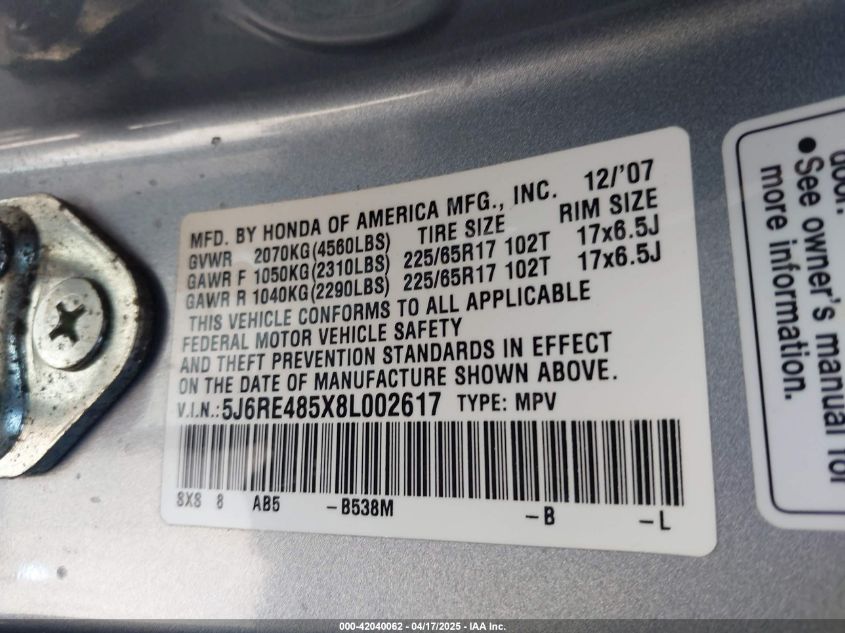 MFD. BY HONDA OF AMERICA MFG., INC. 12/'07
GVWR 2070KG(4560LBS) TIRE SIZE RIM SIZE
GAWR F 1050KG(2310LBS) 225/65R17 102T 17x6.5J
GAWR R 1040KG(2290LBS) 225/65R17 102T 17x6.5J
THIS VEHICLE CONFORMS TO ALL APPLICABLE
FEDERAL MOTOR VEHICLE SAFETY
AND THEFT PREVENTION STANDARDS IN EFFECT
ON THE DATE OF MANUFACTURE SHOWN ABOVE.
V.I.N.: 5J6RE485X8L002617 TYPE: MPV
SXS 8 AB5 -B538M -B -L
door.
●See owner's manual for
more information.
000-42040062 - 04/17/2025 - IAA Inc.